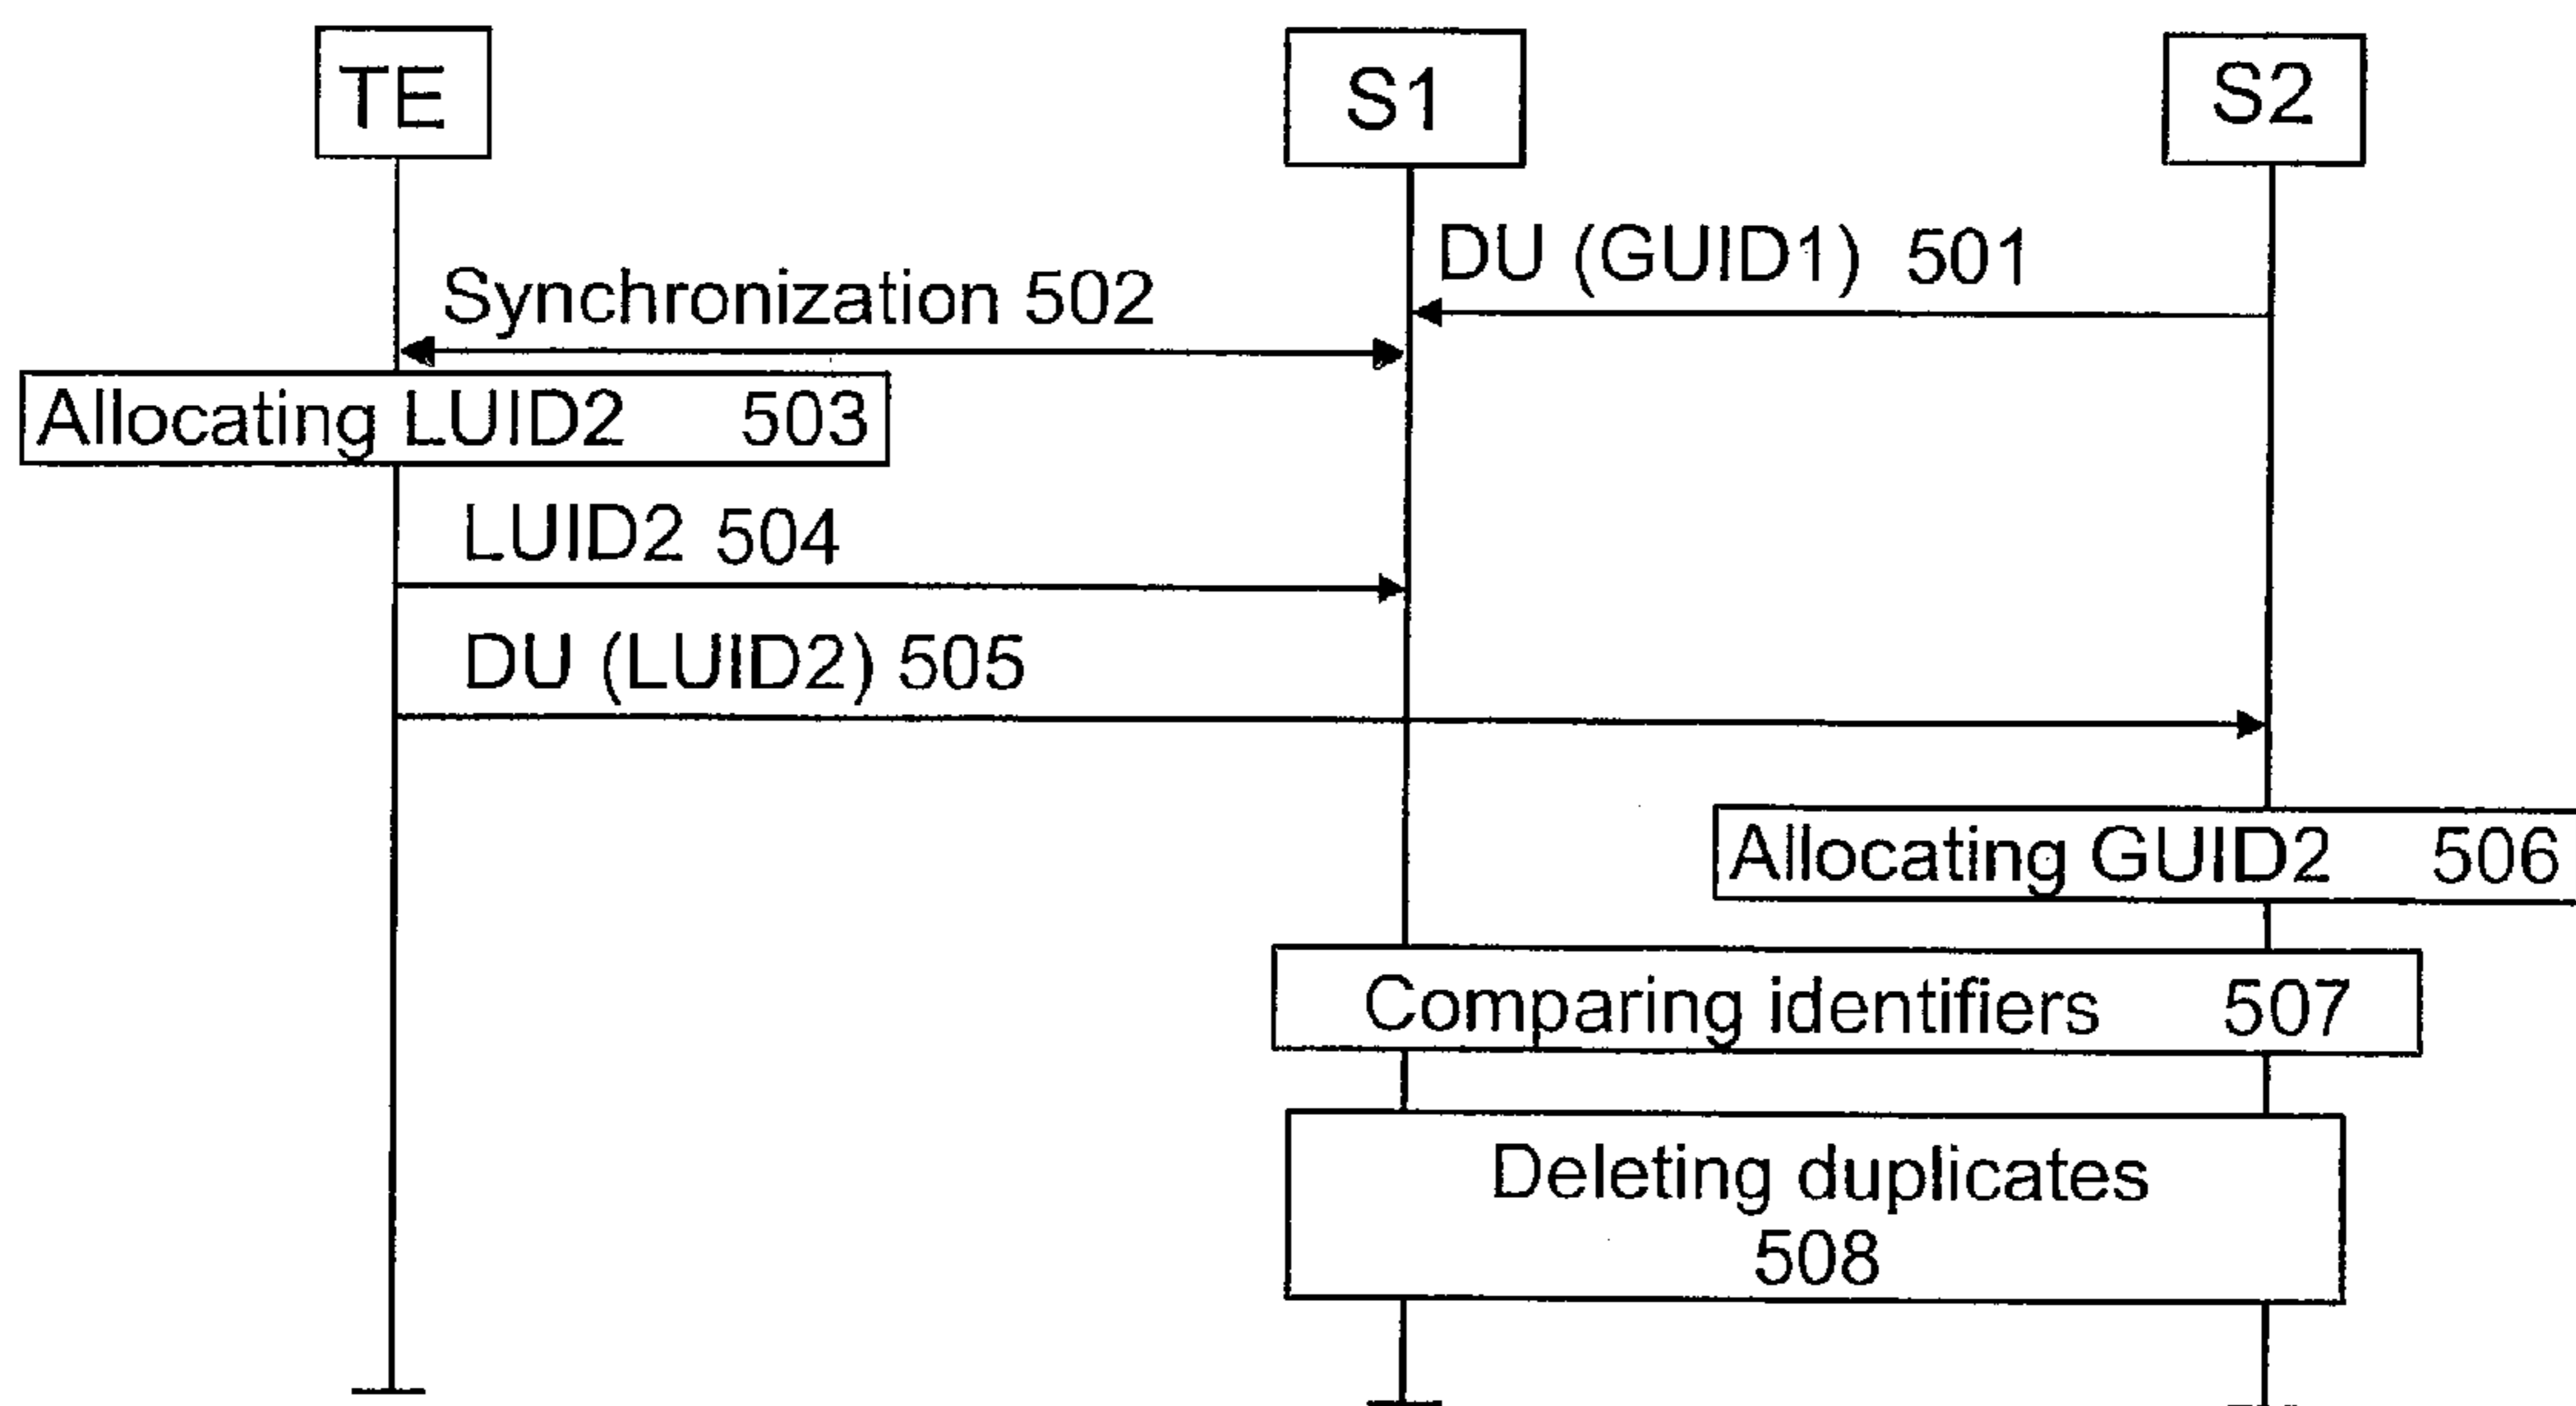 TE
S1
S2
DU (GUID1) 501
Synchronization 502
Allocating LUID2 503
LUID2 504
DU (LUID2) 505
Allocating GUID2 506
Comparing identifiers 507
Deleting duplicates
508